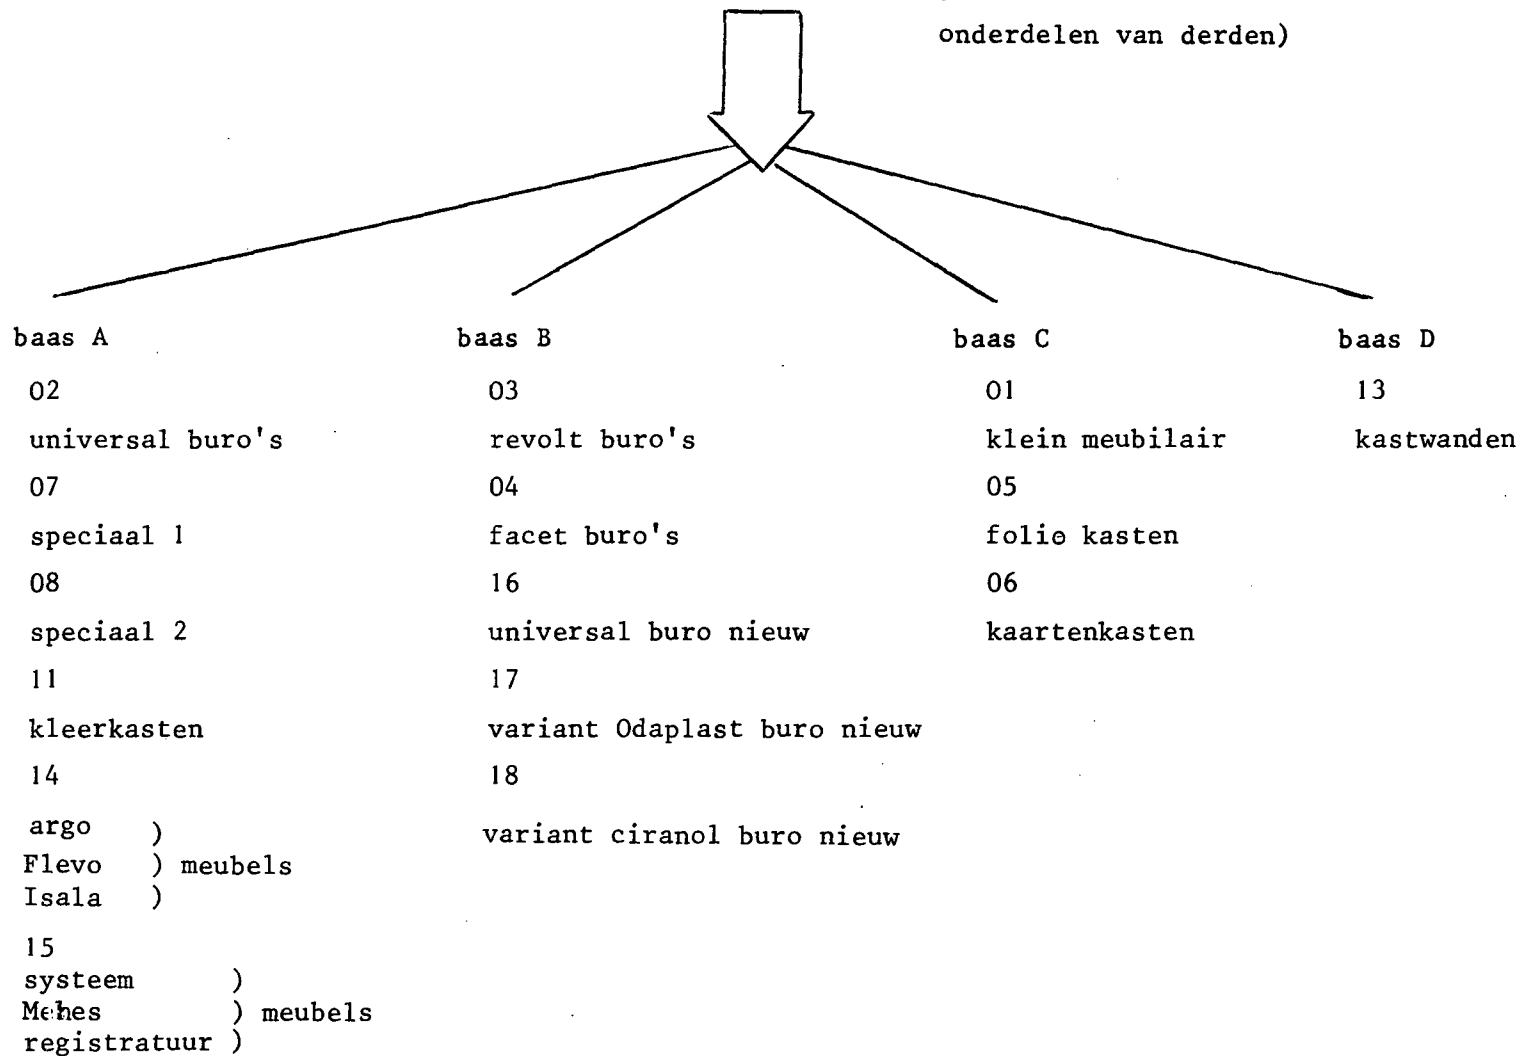 onderdelen van derden)
baas A
02
universal buro's
07
speciaal 1
08
speciaal 2
11
kleerkasten
14
argo )
Flevo ) meubels
Isala )
15
systeem )
) meubels
registratuur )
baas B
03
revolt buro's
04
facet buro's
16
universal buro nieuw
17
variant Odaplast buro nieuw
18
variant ciranol buro nieuw
baas C
01
klein meubilair
05
folie kasten
06
kaartenkasten
baas D
13
kastwanden